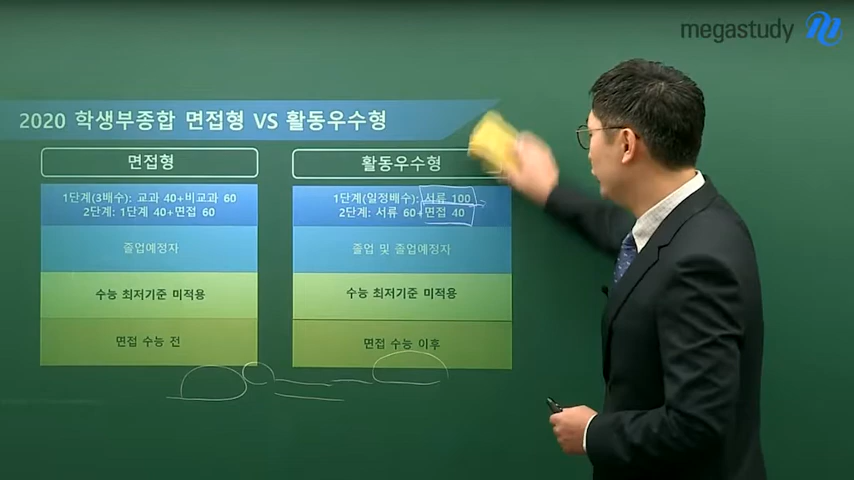 megastudy
2020 학생부종합 면접형 VS 활동우수형
면접형
1단계(3배수): 교과 40+비교과 60
2단계: 1단계 40+면접 60
졸업예정자
수능 최저기준 미적용
면접 수능 전
활동우수형
1단계(일정배수): 서류 100
2단계: 서류 60+면접 40
졸업 및 졸업예정자
수능 최저기준 미적용
면접 수능 이후